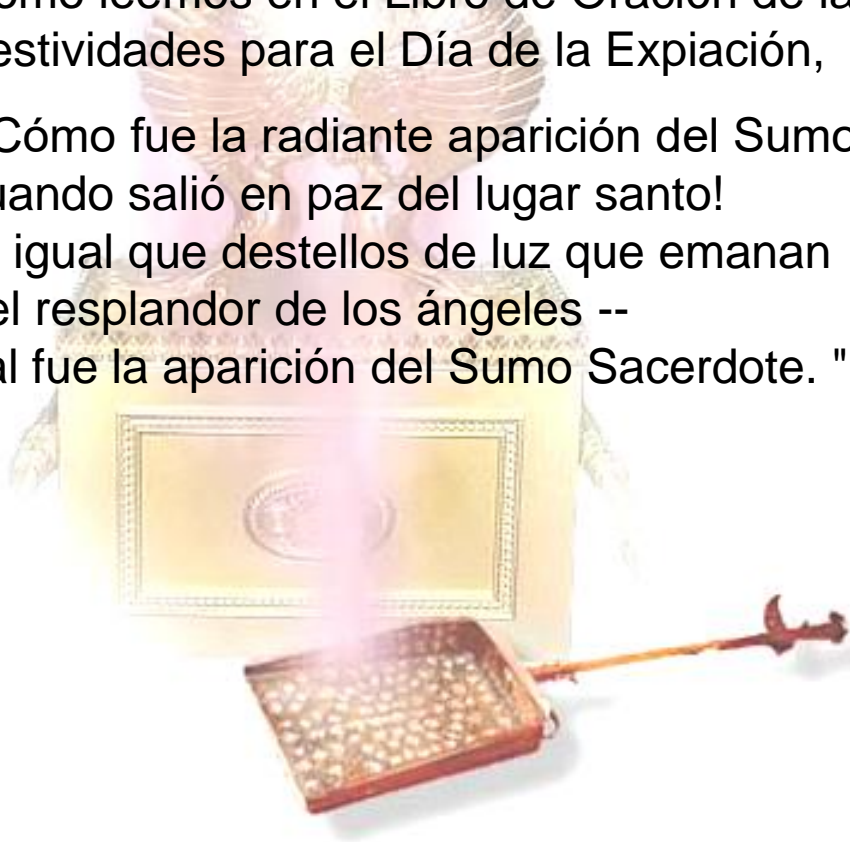 ómo leemos en el Libro de Oración de la
estividades para el Día de la Expiación,
Cómo fue la radiante aparición del Sumo
uando salió en paz del lugar santo!
igual que destellos de luz que emanan
el resplandor de los ángeles --
al fue la aparición del Sumo Sacerdote. "